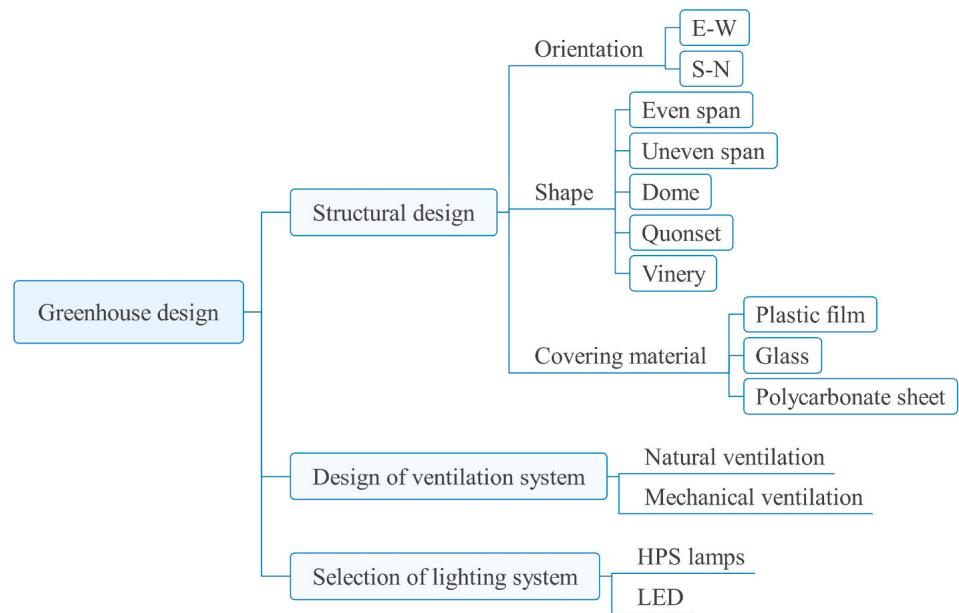 Greenhouse design
Structural design
Orientation
E-W
S-N
Shape
Even span
Uneven span
Dome
Quonset
Vinery
Covering material
Plastic film
Glass
Polycarbonate sheet
Design of ventilation system
Natural ventilation
Mechanical ventilation
Selection of lighting system
HPS lamps
LED